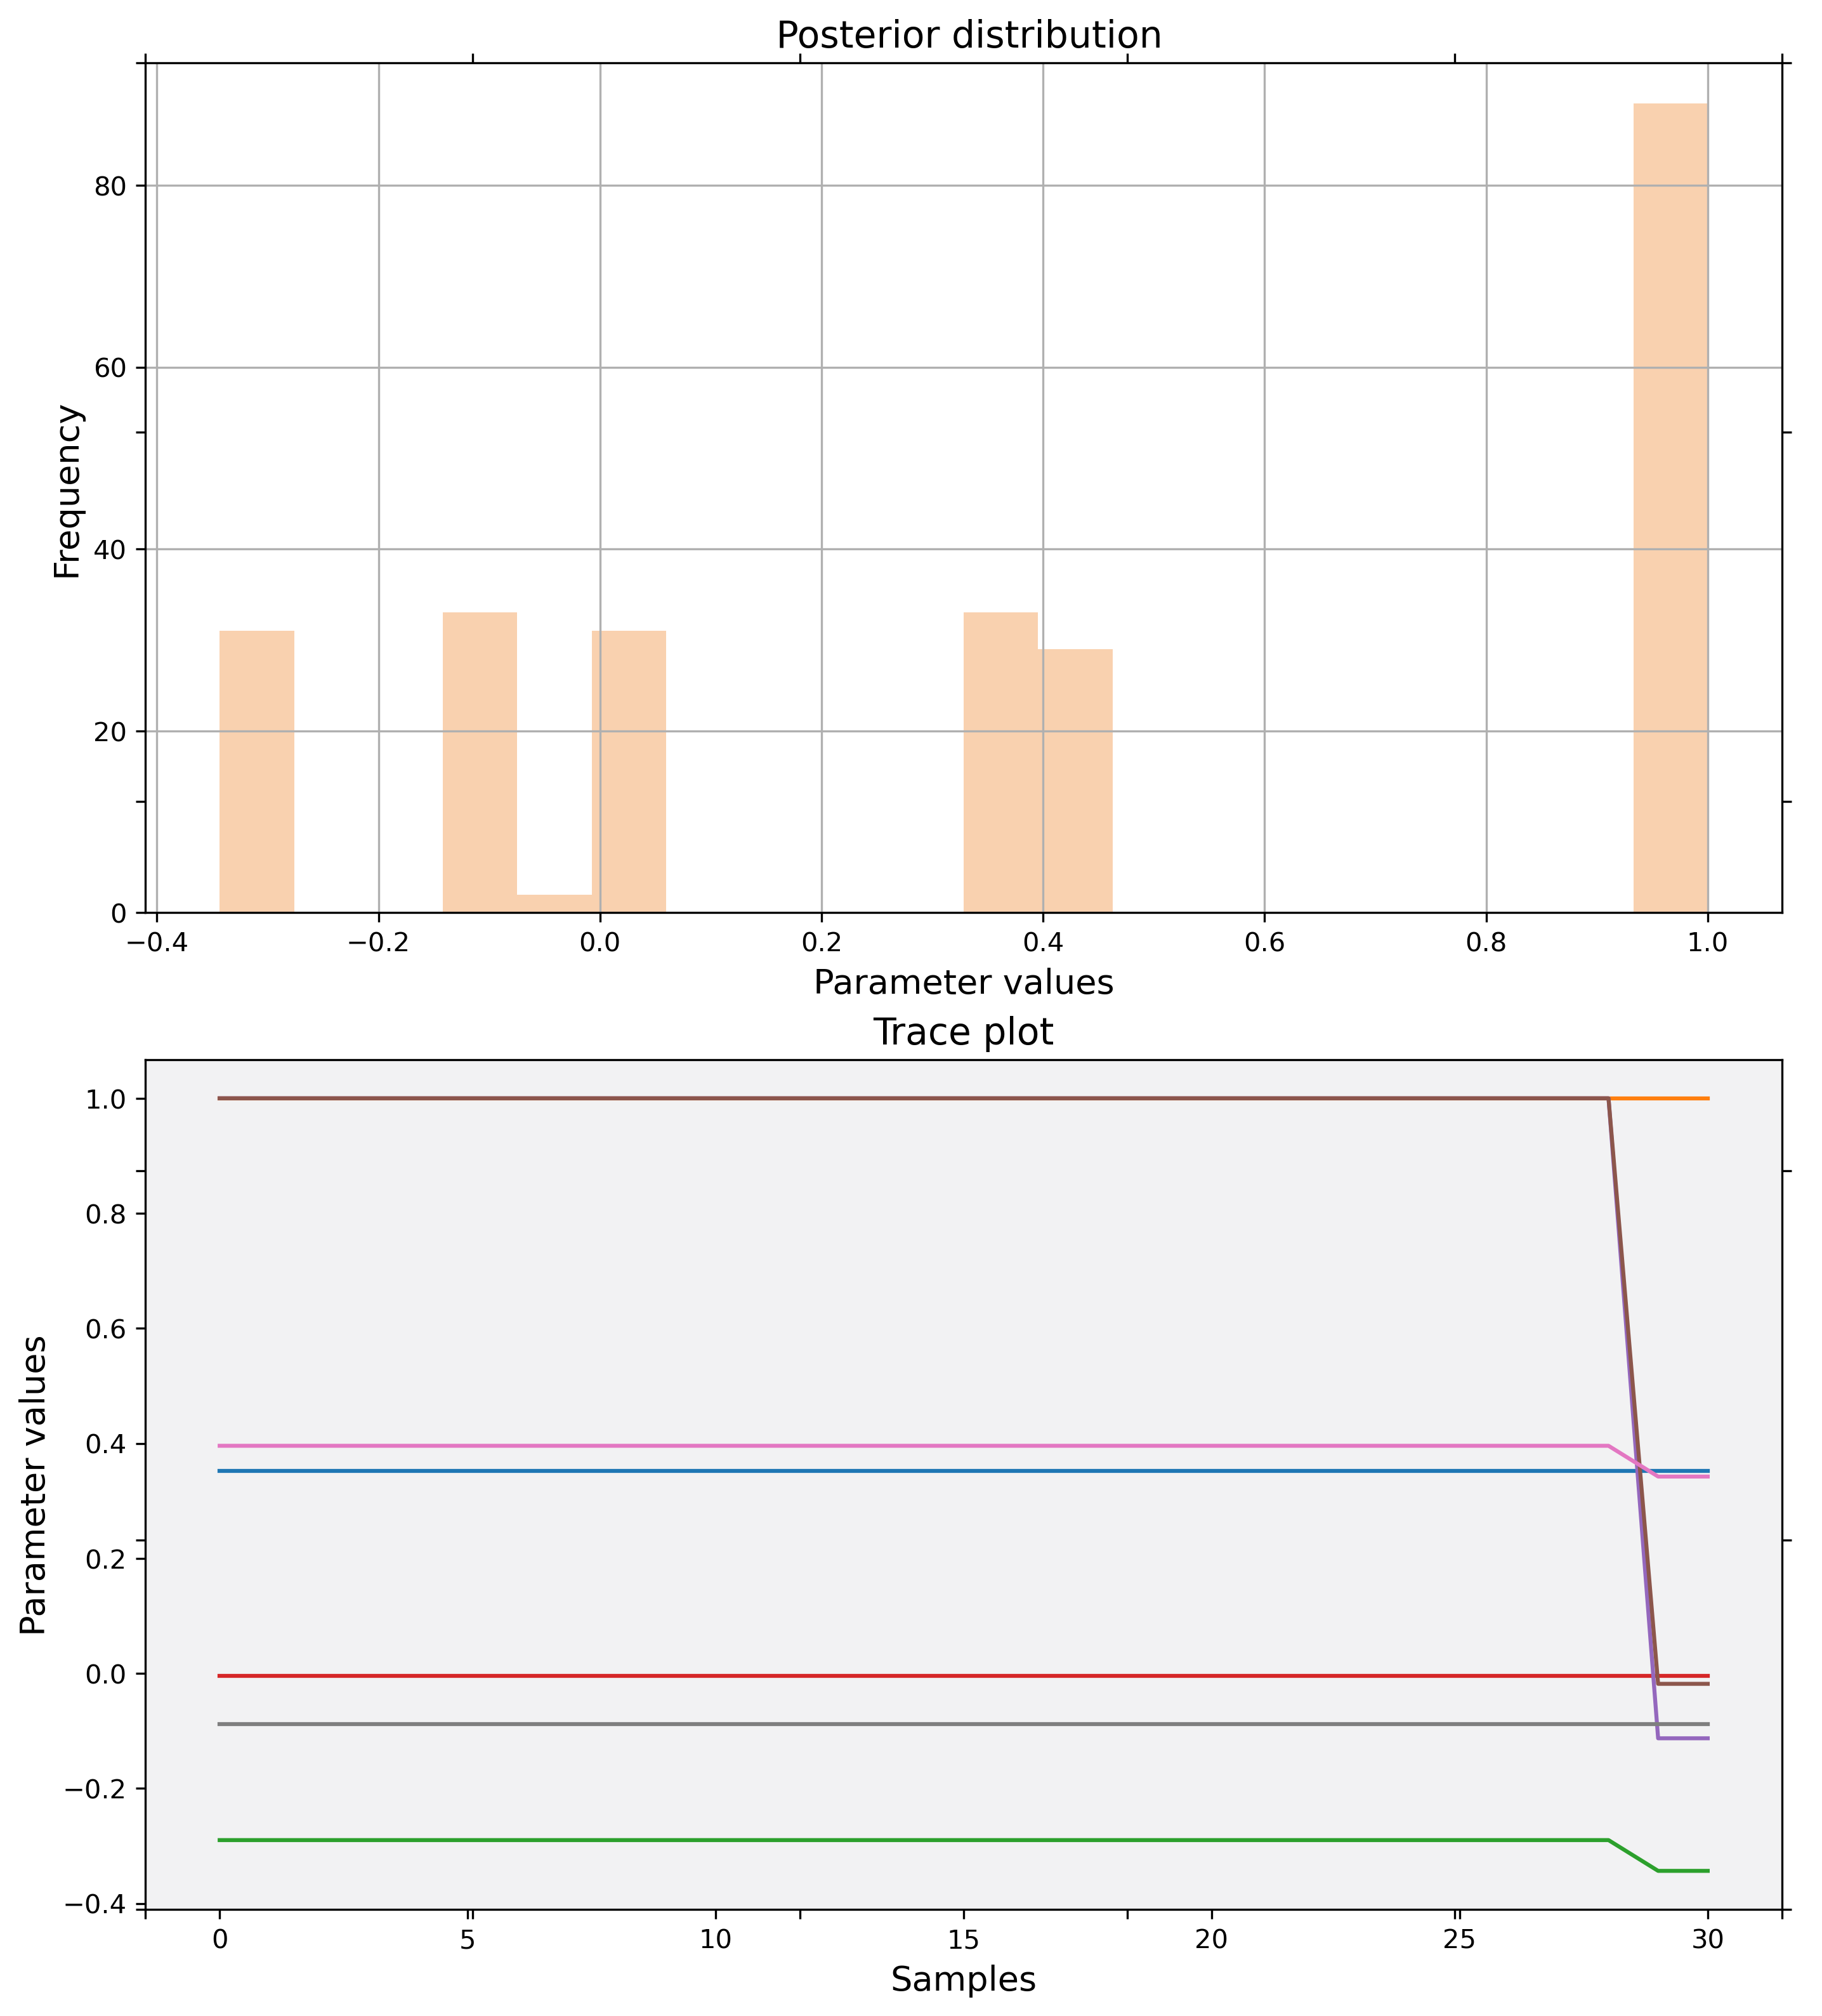 Posterior distribution
80
60
40
20
0
Frequency
−0.4 −0.2 0.0 0.2 0.4 0.6 0.8 1.0
Parameter values
Trace plot
1.0
0.8
0.6
0.4
0.2
0.0
−0.2
−0.4
Parameter values
0 5 10 15 20 25 30
Samples